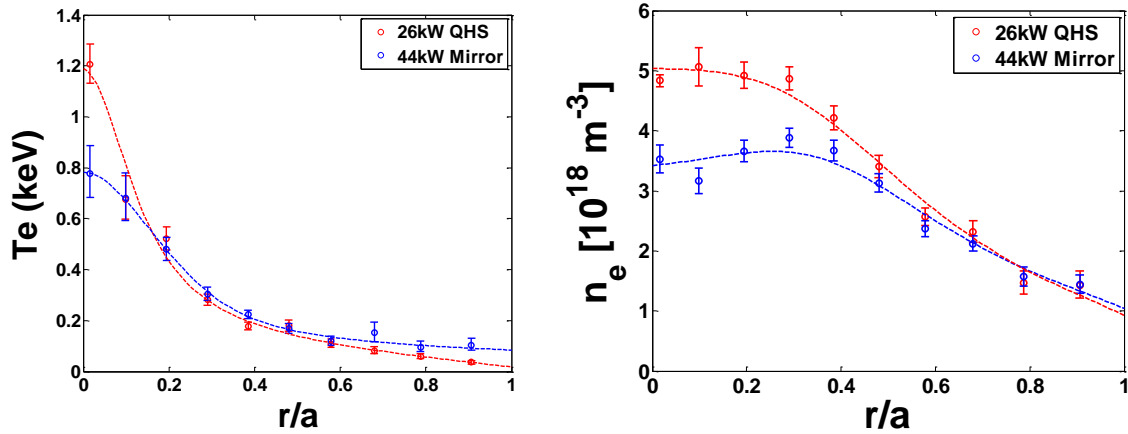 1.4
1.2
1
0.8
0.6
0.4
0.2
0
Te (keV)
26kW QHS
44kW Mirror
0 0.2 0.4 0.6 0.8 1
r/a
6
5
4
3
2
1
0
n_e [10^18 m^-3]
26kW QHS
44kW Mirror
0 0.2 0.4 0.6 0.8 1
r/a